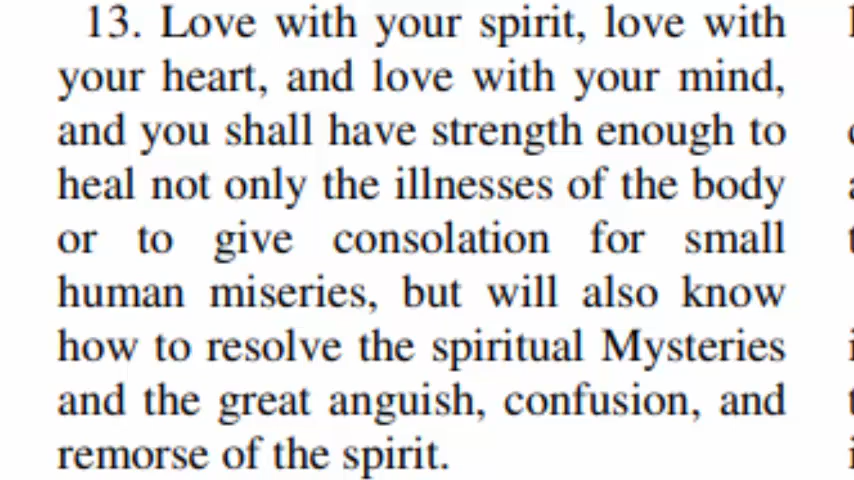 13. Love with your spirit, love with
your heart, and love with your mind,
and you shall have strength enough to
heal not only the illnesses of the body
or to give consolation for small
human miseries, but will also know
how to resolve the spiritual Mysteries
and the great anguish, confusion, and
remorse of the spirit.